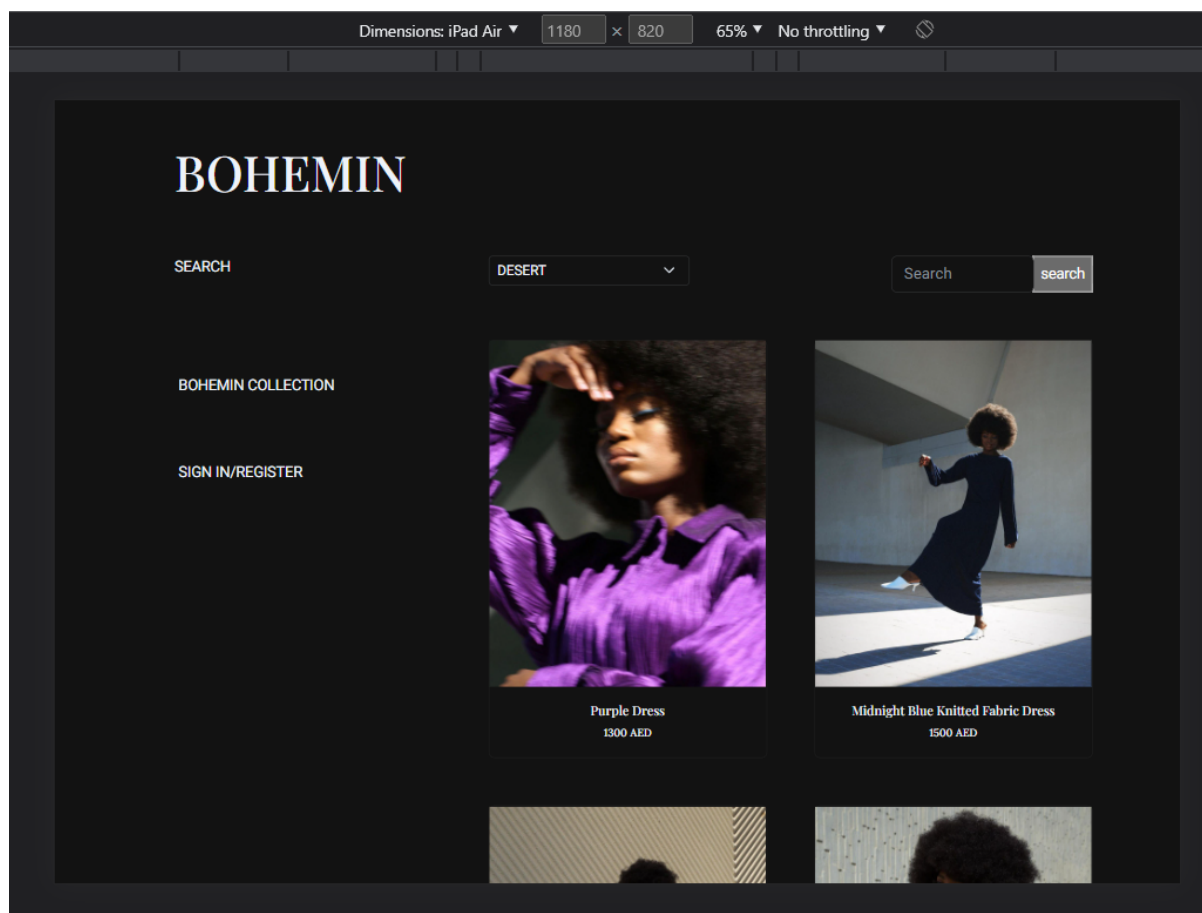 Dimensions: iPad Air 1180 × 820 65% No throttling
BOHEMIN
SEARCH
DESERT
Search search
BOHEMIN COLLECTION
SIGN IN/REGISTER
Purple Dress
1300 AED
Midnight Blue Knitted Fabric Dress
1500 AED